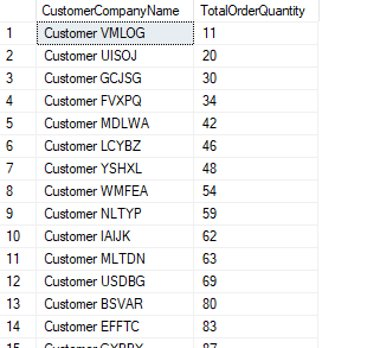 CustomerCompanyName TotalOrderQuantity
1 Customer VMLOG 11
2 Customer UISOJ 20
3 Customer GCJSG 30
4 Customer FVXPQ 34
5 Customer MDLWA 42
6 Customer LCYBZ 46
7 Customer YSHXL 48
8 Customer WMFEA 54
9 Customer NLTYP 59
10 Customer IAIJK 62
11 Customer MLTDN 63
12 Customer USDBG 69
13 Customer BSVAR 80
14 Customer EFFTC 83
15 Customer 87